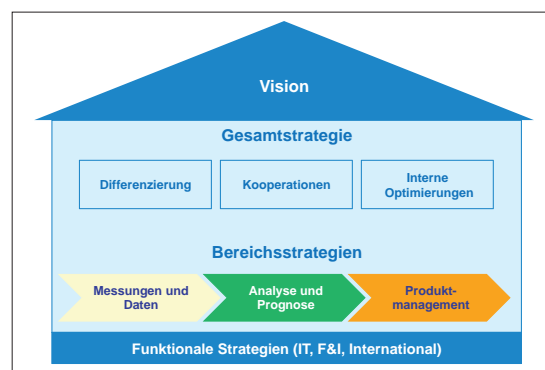 Vision
Gesamtstrategie
Differenzierung
Kooperationen
Interne
Optimierungen
Bereichsstrategien
Messungen und
Daten
Analyse und
Prognose
Produkt-
management
Funktionale Strategien (IT, F&I, International)